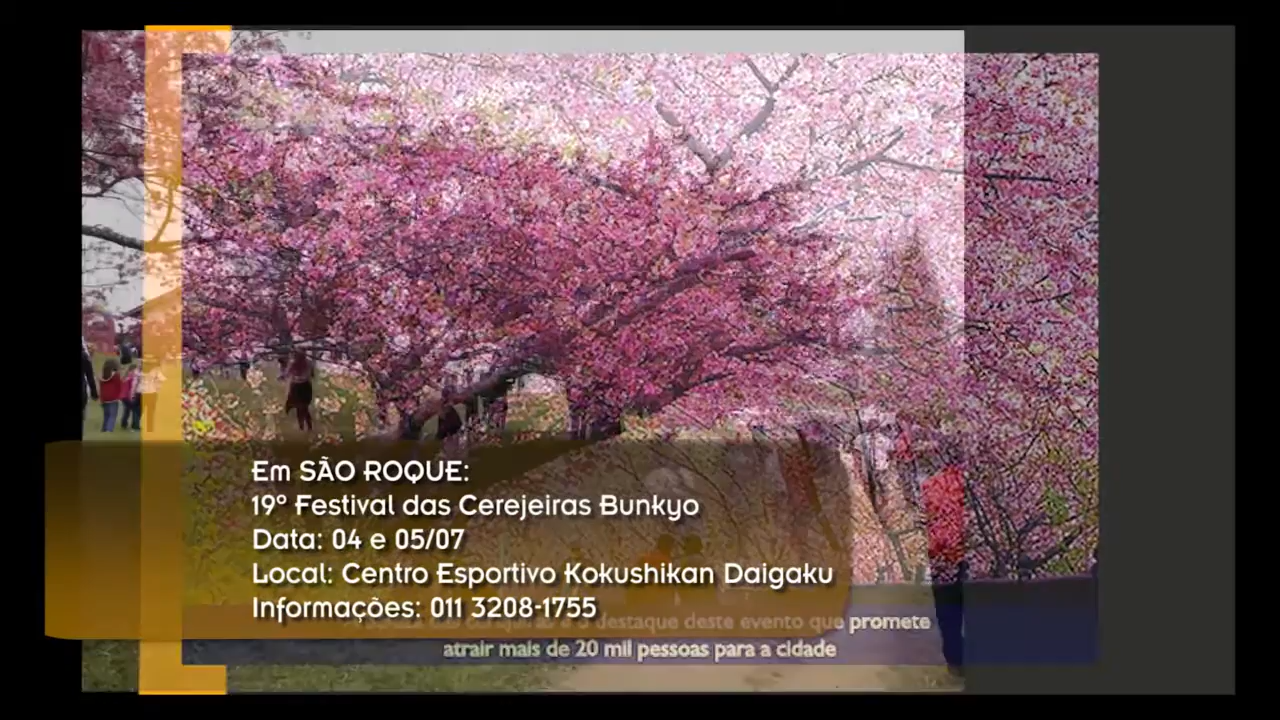 Em SÃO ROQUE:
19º Festival das Cerejeiras Bunkyo
Data: 04 e 05/07
Local: Centro Esportivo Kokushikan Daigaku
Informações: 011 3208-1755
destaque deste evento que promete
atrair mais de 20 mil pessoas para a cidade